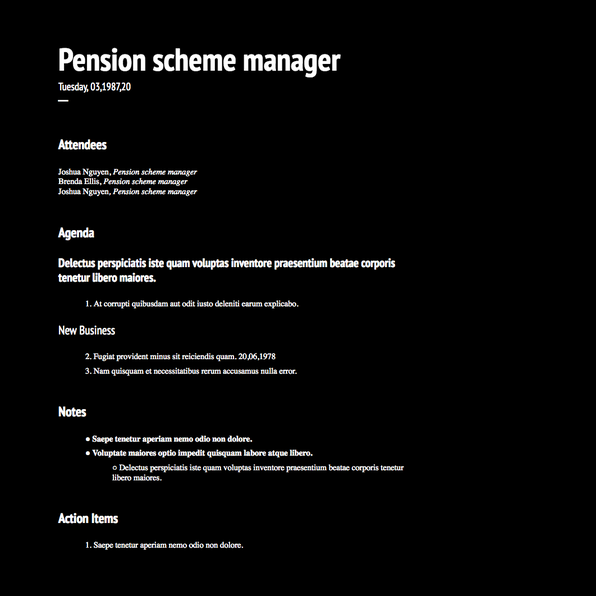 Pension scheme manager
Tuesday, 03,1987,20
Attendees
Joshua Nguyen, Pension scheme manager
Brenda Ellis, Pension scheme manager
Joshua Nguyen, Pension scheme manager
Agenda
Delectus perspiciatis iste quam voluptas inventore praesentium beatae corporis
tenetur libero maiores.
1. At corrupti quibusdam aut odit iusto deleniti earum explicabo.
New Business
2. Fugiat provident minus sit reiciendis quam. 20,06,1978
3. Nam quisquam et necessitatibus rerum accusamus nulla error.
Notes
● Saepe tenetur aperiam nemo odio non dolore.
● Voluptate maiores optio impedit quisquam labore atque libero.
○ Delectus perspiciatis iste quam voluptas inventore praesentium beatae corporis tenetur
libero maiores.
Action Items
1. Saepe tenetur aperiam nemo odio non dolore.